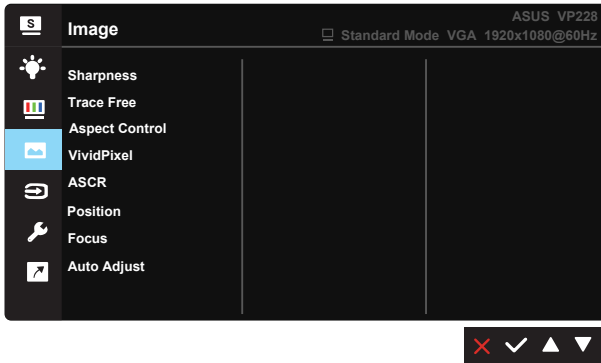 S
Image
ASUS VP228
Standard Mode VGA 1920x1080@60Hz
Sharpness
Trace Free
Aspect Control
VividPixel
ASCR
Position
Focus
Auto Adjust